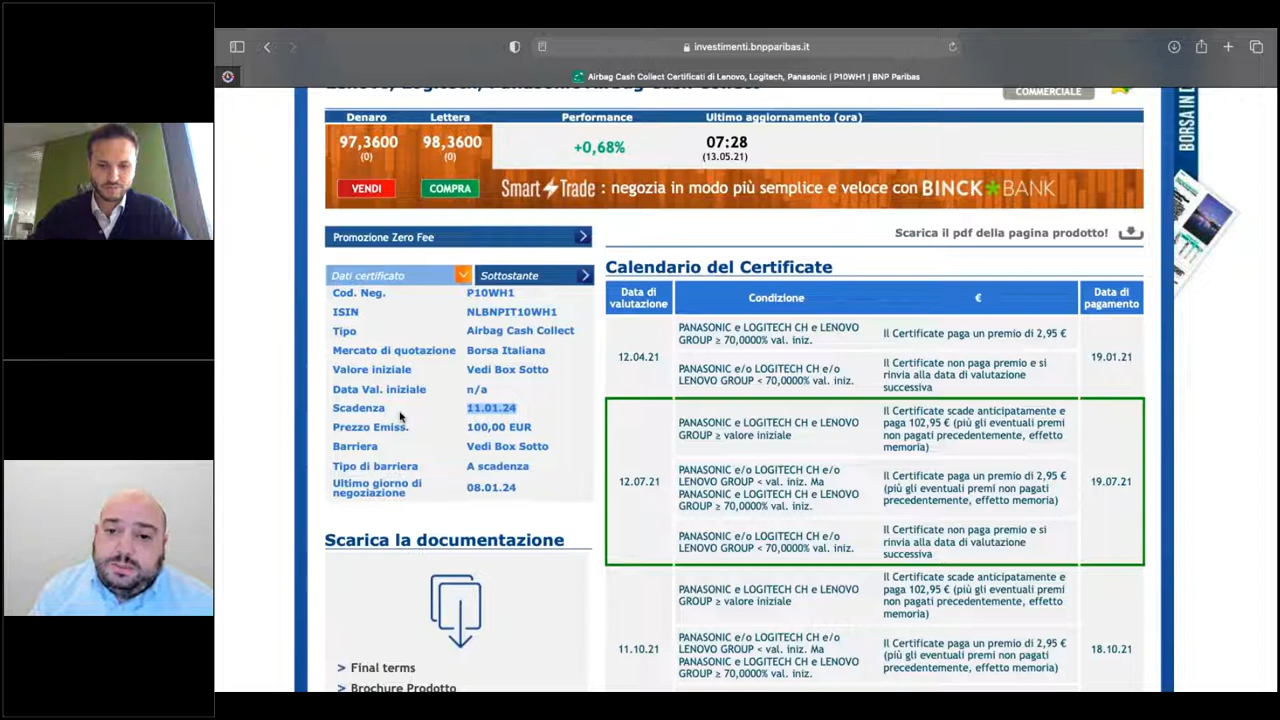 investimenti.bnpparibas.it
Airbag Cash Collect Certificati di Lenovo, Logitech, Panasonic | P10WH1 | BNP Paribas
Lenovo, Logitech, Panasonic Airbag Cash Collect
COMMERCIALE
BORSA IN D
Denaro Lettera Performance Ultimo aggiornamento (ora)
97,3600 98,3600 +0,68% 07:28
(0) (0) (13.05.21)
VENDI COMPRA Smart Trade : negozia in modo più semplice e veloce con BINCK BANK
Promozione Zero Fee
Scarica il pdf della pagina prodotto!
Dati certificato Sottostante
Cod. Neg. P10WH1
ISIN NLBNPIT10WH1
Tipo Airbag Cash Collect
Mercato di quotazione Borsa Italiana
Valore iniziale Vedi Box Sotto
Data Val. iniziale n/a
Scadenza 11.01.24
Prezzo Emiss. 100,00 EUR
Barriera Vedi Box Sotto
Tipo di barriera A scadenza
Ultimo giorno di
negoziazione 08.01.24
Scarica la documentazione
> Final terms
> Brochure Prodotto
Calendario del Certificate
Data di
valutazione
Condizione
€
Data di
pagamento
12.04.21
PANASONIC e LOGITECH CH e LENOVO
GROUP ≥ 70,0000% val. iniz.
Il Certificate paga un premio di 2,95 €
PANASONIC e/o LOGITECH CH e/o
LENOVO GROUP < 70,0000% val. iniz.
Il Certificate non paga premio e si
rinvia alla data di valutazione
successiva
19.01.21
12.07.21
PANASONIC e LOGITECH CH e LENOVO
GROUP ≥ valore iniziale
Il Certificate scade anticipatamente e
paga 102,95 € (più gli eventuali premi
non pagati precedentemente, effetto
memoria)
PANASONIC e/o LOGITECH CH e/o
LENOVO GROUP < val. iniz. Ma
PANASONIC e LOGITECH CH e LENOVO
GROUP ≥ 70,0000% val. iniz.
Il Certificate paga un premio di 2,95 €
(più gli eventuali premi non pagati
precedentemente, effetto memoria)
PANASONIC e/o LOGITECH CH e/o
LENOVO GROUP < 70,0000% val. iniz.
Il Certificate non paga premio e si
rinvia alla data di valutazione
successiva
19.07.21
11.10.21
PANASONIC e LOGITECH CH e LENOVO
GROUP ≥ valore iniziale
Il Certificate scade anticipatamente e
paga 102,95 € (più gli eventuali premi
non pagati precedentemente, effetto
memoria)
PANASONIC e/o LOGITECH CH e/o
LENOVO GROUP < val. iniz. Ma
PANASONIC e LOGITECH CH e LENOVO
GROUP ≥ 70,0000% val. iniz.
Il Certificate paga un premio di 2,95 €
(più gli eventuali premi non pagati
precedentemente, effetto memoria)
18.10.21